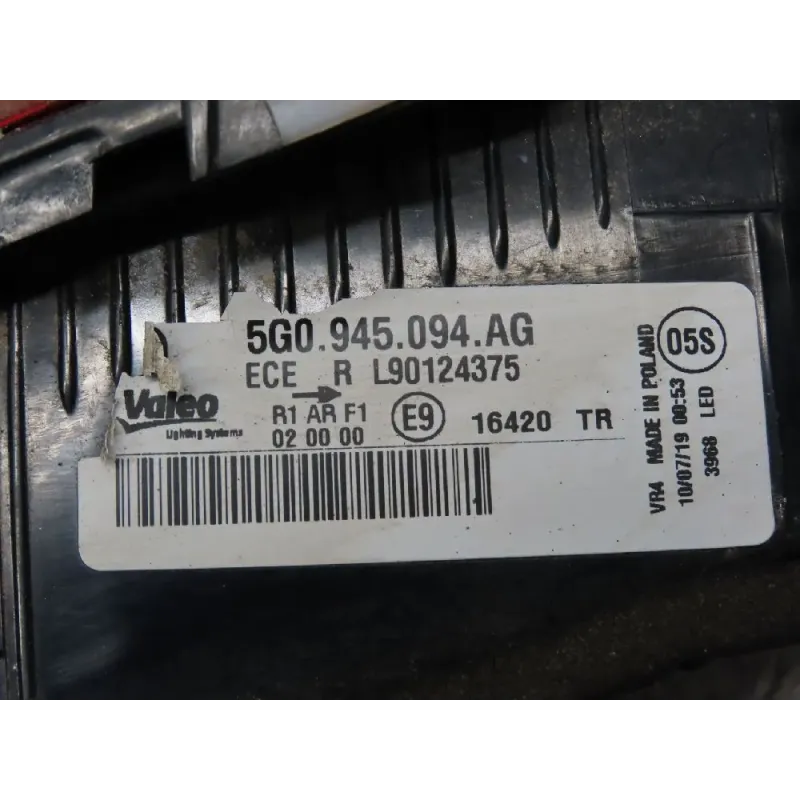 5G0.945.094.AG
ECE R L90124375
Valeo
Lighting Systems
R1 AR F1
02 00 00
E9
16420 TR
VR4 MADE IN POLAND
10/07/19 00:53
3968 LED
05S